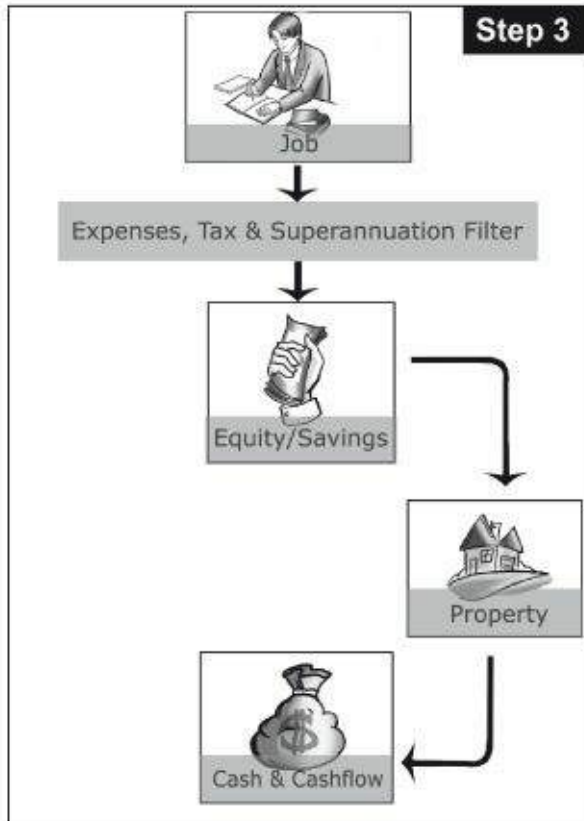 Step 3
Job
Expenses, Tax & Superannuation Filter
Equity/Savings
Property
$
Cash & Cashflow